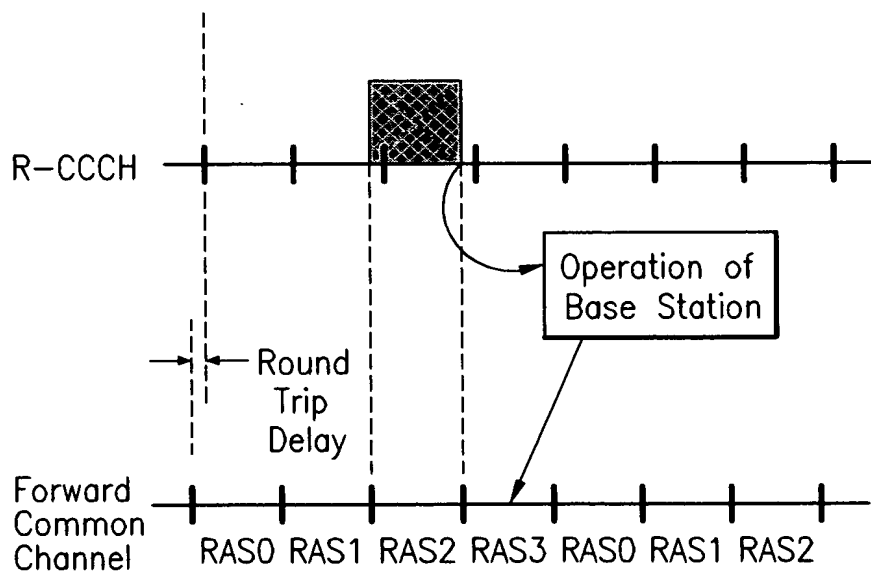 R-CCCH
Operation of
Base Station
Round
Trip
Delay
Forward
Common
Channel
RAS0 RAS1 RAS2 RAS3 RAS0 RAS1 RAS2